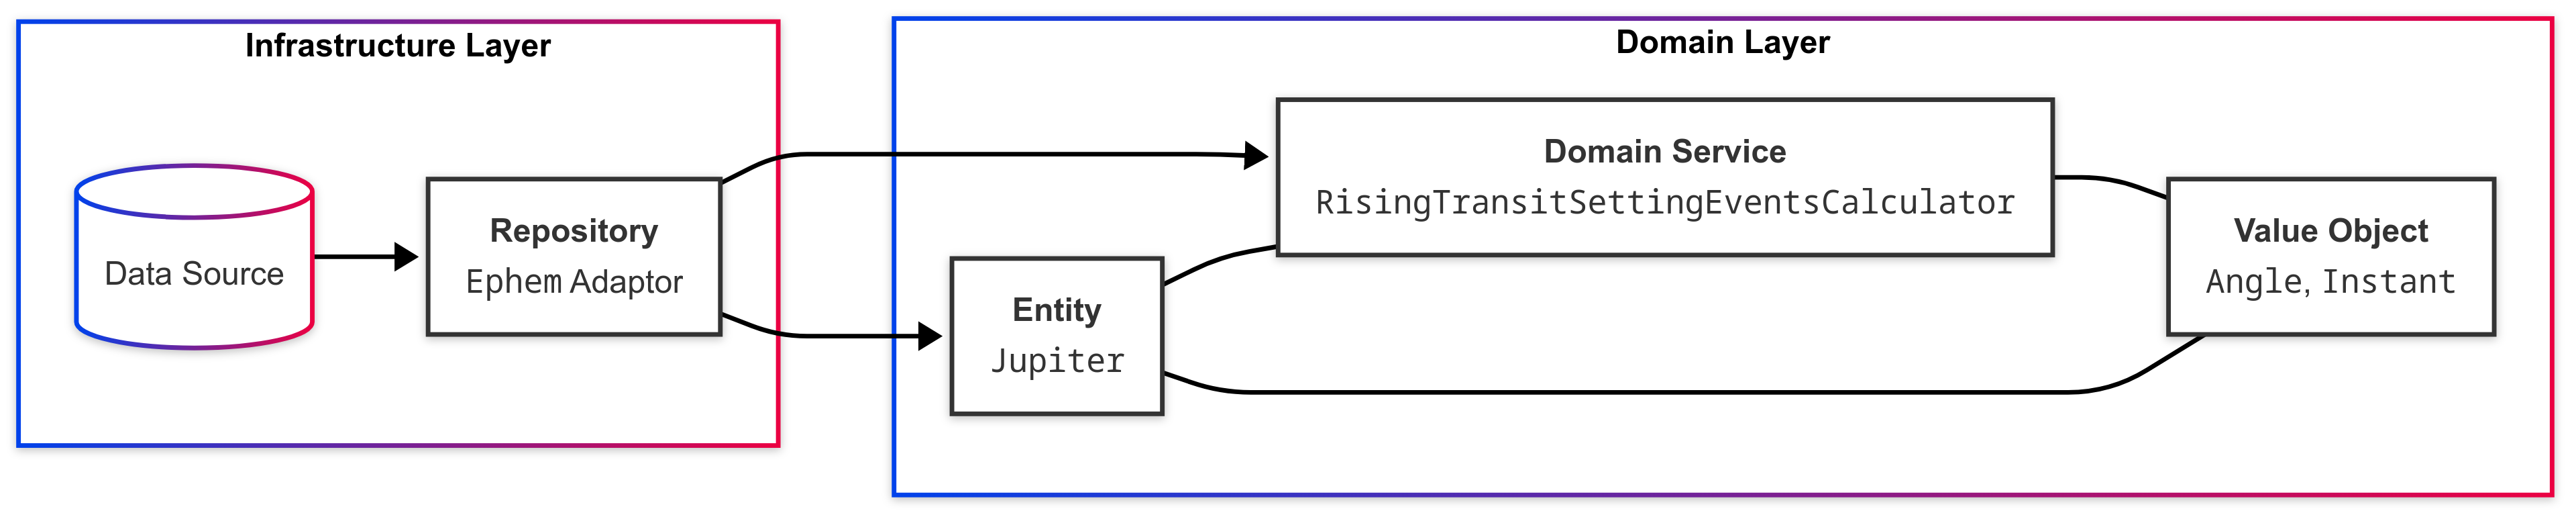 Infrastructure Layer
Data Source
Repository
Ephem Adaptor
Domain Layer
Domain Service
RisingTransitSettingEventsCalculator
Entity
Jupiter
Value Object
Angle, Instant